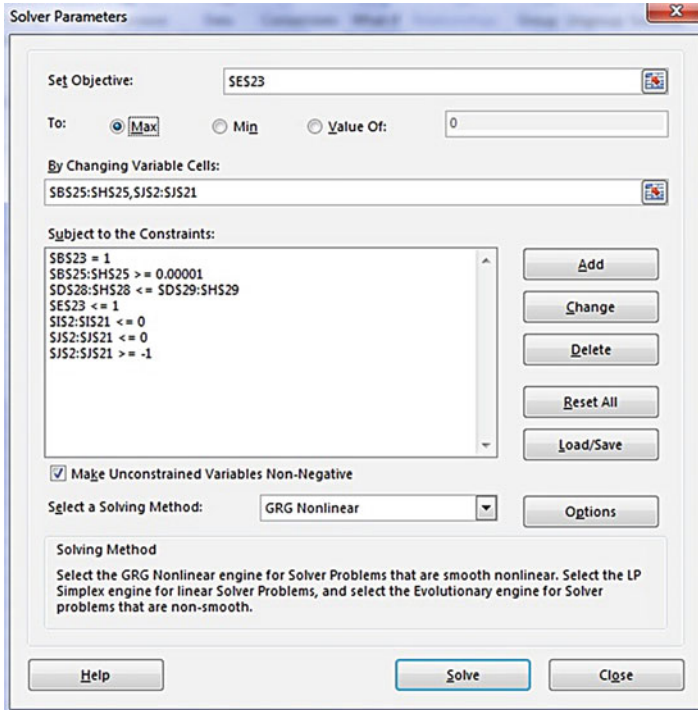 Solver Parameters
Set Objective:
$E$23
To:
Max
Min
Value Of:
0
By Changing Variable Cells:
$B$25:$H$25,$J$2:$J$21
Subject to the Constraints:
$B$23 = 1
$B$25:$H$25 >= 0.00001
$D$28:$H$28 <= $D$29:$H$29
$E$23 <= 1
$I$2:$I$21 <= 0
$J$2:$J$21 <= 0
$J$2:$J$21 >= -1
Add
Change
Delete
Reset All
Load/Save
Make Unconstrained Variables Non-Negative
Select a Solving Method:
GRG Nonlinear
Options
Solving Method
Select the GRG Nonlinear engine for Solver Problems that are smooth nonlinear. Select the LP
Simplex engine for linear Solver Problems, and select the Evolutionary engine for Solver
problems that are non-smooth.
Help
Solve
Close